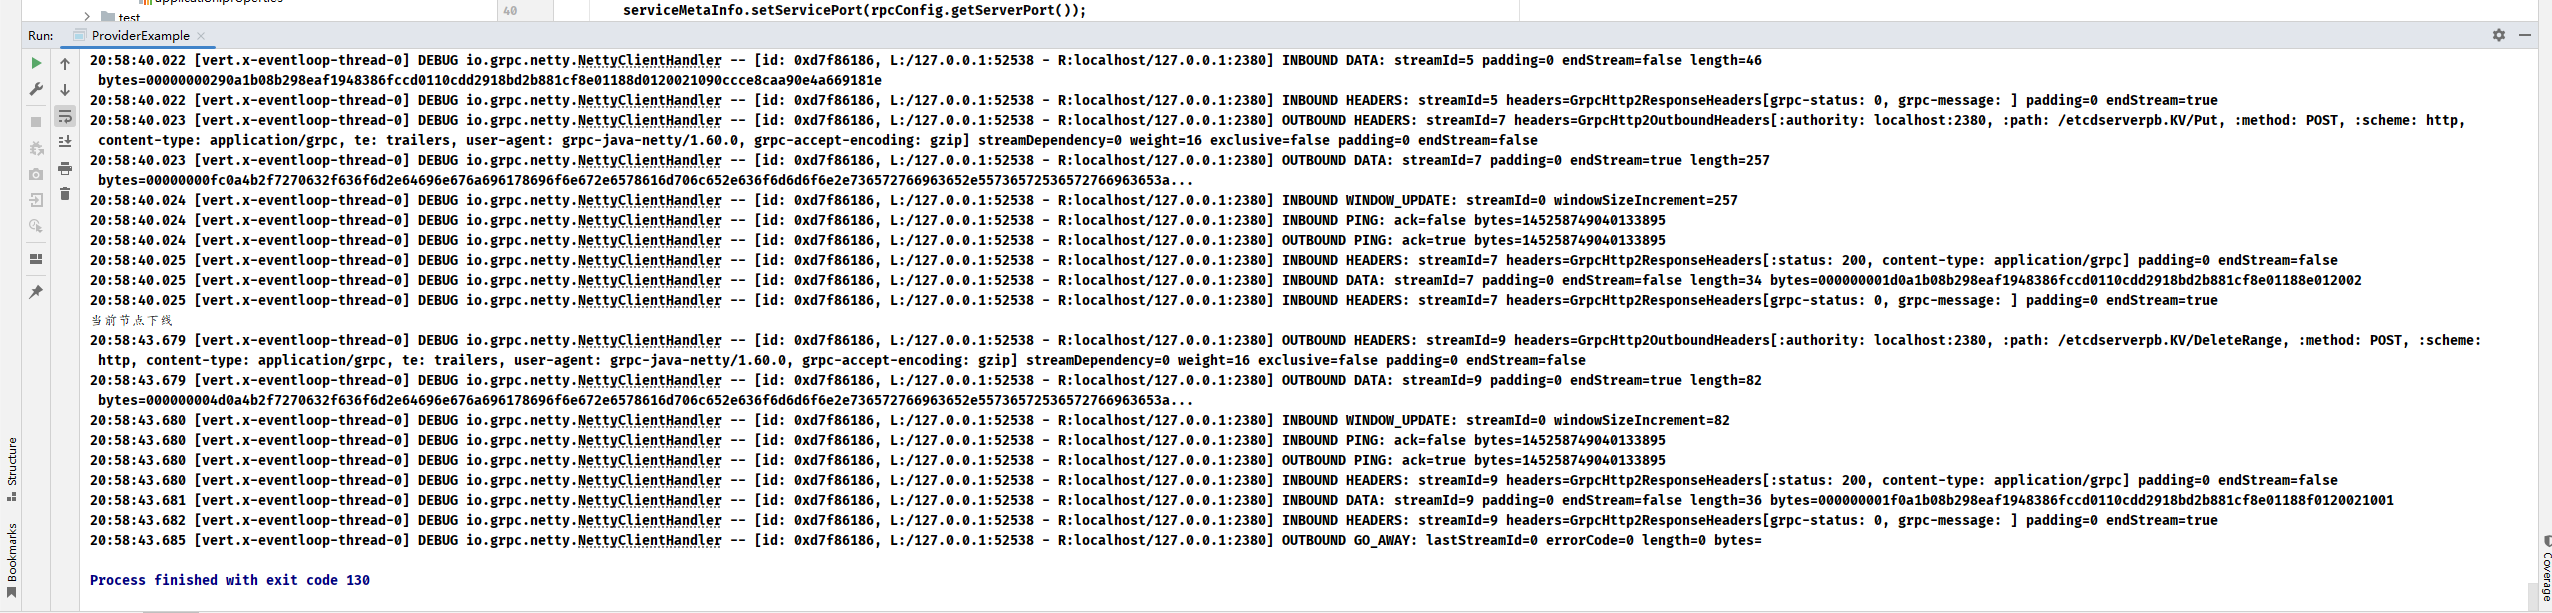 test
40
serviceMetaInfo.setServicePort(rpcConfig.getServerPort());
Run: ProviderExample
20:58:40.022 [vert.x-eventloop-thread-0] DEBUG io.grpc.netty.NettyClientHandler -- [id: 0xd7f86186, L:/127.0.0.1:52538 - R:localhost/127.0.0.1:2380] INBOUND DATA: streamId=5 padding=0 endStream=false length=46
bytes=00000000290a1b08b298eaf1948386fccd0110cdd2918bd2b881cf8e01188d0120021090ccce8caa90e4a669181e
20:58:40.022 [vert.x-eventloop-thread-0] DEBUG io.grpc.netty.NettyClientHandler -- [id: 0xd7f86186, L:/127.0.0.1:52538 - R:localhost/127.0.0.1:2380] INBOUND HEADERS: streamId=5 headers=GrpcHttp2ResponseHeaders[grpc-status: 0, grpc-message: ] padding=0 endStream=true
20:58:40.023 [vert.x-eventloop-thread-0] DEBUG io.grpc.netty.NettyClientHandler -- [id: 0xd7f86186, L:/127.0.0.1:52538 - R:localhost/127.0.0.1:2380] OUTBOUND HEADERS: streamId=7 headers=GrpcHttp2OutboundHeaders[:authority: localhost:2380, :path: /etcdserverpb.KV/Put, :method: POST, :scheme: http,
content-type: application/grpc, te: trailers, user-agent: grpc-java-netty/1.60.0, grpc-accept-encoding: gzip] streamDependency=0 weight=16 exclusive=false padding=0 endStream=false
20:58:40.023 [vert.x-eventloop-thread-0] DEBUG io.grpc.netty.NettyClientHandler -- [id: 0xd7f86186, L:/127.0.0.1:52538 - R:localhost/127.0.0.1:2380] OUTBOUND DATA: streamId=7 padding=0 endStream=true length=257
bytes=00000000fc0a4b2f7270632f636f6d2e64696e676a696178696f6e672e6578616d706c652e636f6d6d6f6e2e736572766963652e55736572536572766963653a...
20:58:40.024 [vert.x-eventloop-thread-0] DEBUG io.grpc.netty.NettyClientHandler -- [id: 0xd7f86186, L:/127.0.0.1:52538 - R:localhost/127.0.0.1:2380] INBOUND WINDOW_UPDATE: streamId=0 windowSizeIncrement=257
20:58:40.024 [vert.x-eventloop-thread-0] DEBUG io.grpc.netty.NettyClientHandler -- [id: 0xd7f86186, L:/127.0.0.1:52538 - R:localhost/127.0.0.1:2380] INBOUND PING: ack=false bytes=145258749040133895
20:58:40.024 [vert.x-eventloop-thread-0] DEBUG io.grpc.netty.NettyClientHandler -- [id: 0xd7f86186, L:/127.0.0.1:52538 - R:localhost/127.0.0.1:2380] OUTBOUND PING: ack=true bytes=145258749040133895
20:58:40.025 [vert.x-eventloop-thread-0] DEBUG io.grpc.netty.NettyClientHandler -- [id: 0xd7f86186, L:/127.0.0.1:52538 - R:localhost/127.0.0.1:2380] INBOUND HEADERS: streamId=7 headers=GrpcHttp2ResponseHeaders[:status: 200, content-type: application/grpc] padding=0 endStream=false
20:58:40.025 [vert.x-eventloop-thread-0] DEBUG io.grpc.netty.NettyClientHandler -- [id: 0xd7f86186, L:/127.0.0.1:52538 - R:localhost/127.0.0.1:2380] INBOUND DATA: streamId=7 padding=0 endStream=false length=34 bytes=000000001d0a1b08b298eaf1948386fccd0110cdd2918bd2b881cf8e01188e012002
20:58:40.025 [vert.x-eventloop-thread-0] DEBUG io.grpc.netty.NettyClientHandler -- [id: 0xd7f86186, L:/127.0.0.1:52538 - R:localhost/127.0.0.1:2380] INBOUND HEADERS: streamId=7 headers=GrpcHttp2ResponseHeaders[grpc-status: 0, grpc-message: ] padding=0 endStream=true
当前节点下线
20:58:43.679 [vert.x-eventloop-thread-0] DEBUG io.grpc.netty.NettyClientHandler -- [id: 0xd7f86186, L:/127.0.0.1:52538 - R:localhost/127.0.0.1:2380] OUTBOUND HEADERS: streamId=9 headers=GrpcHttp2OutboundHeaders[:authority: localhost:2380, :path: /etcdserverpb.KV/DeleteRange, :method: POST, :scheme:
http, content-type: application/grpc, te: trailers, user-agent: grpc-java-netty/1.60.0, grpc-accept-encoding: gzip] streamDependency=0 weight=16 exclusive=false padding=0 endStream=false
20:58:43.679 [vert.x-eventloop-thread-0] DEBUG io.grpc.netty.NettyClientHandler -- [id: 0xd7f86186, L:/127.0.0.1:52538 - R:localhost/127.0.0.1:2380] OUTBOUND DATA: streamId=9 padding=0 endStream=true length=82
bytes=000000004d0a4b2f7270632f636f6d2e64696e676a696178696f6e672e6578616d706c652e636f6d6d6f6e2e736572766963652e55736572536572766963653a...
20:58:43.680 [vert.x-eventloop-thread-0] DEBUG io.grpc.netty.NettyClientHandler -- [id: 0xd7f86186, L:/127.0.0.1:52538 - R:localhost/127.0.0.1:2380] INBOUND WINDOW_UPDATE: streamId=0 windowSizeIncrement=82
20:58:43.680 [vert.x-eventloop-thread-0] DEBUG io.grpc.netty.NettyClientHandler -- [id: 0xd7f86186, L:/127.0.0.1:52538 - R:localhost/127.0.0.1:2380] INBOUND PING: ack=false bytes=145258749040133895
20:58:43.680 [vert.x-eventloop-thread-0] DEBUG io.grpc.netty.NettyClientHandler -- [id: 0xd7f86186, L:/127.0.0.1:52538 - R:localhost/127.0.0.1:2380] OUTBOUND PING: ack=true bytes=145258749040133895
20:58:43.680 [vert.x-eventloop-thread-0] DEBUG io.grpc.netty.NettyClientHandler -- [id: 0xd7f86186, L:/127.0.0.1:52538 - R:localhost/127.0.0.1:2380] INBOUND HEADERS: streamId=9 headers=GrpcHttp2ResponseHeaders[:status: 200, content-type: application/grpc] padding=0 endStream=false
20:58:43.681 [vert.x-eventloop-thread-0] DEBUG io.grpc.netty.NettyClientHandler -- [id: 0xd7f86186, L:/127.0.0.1:52538 - R:localhost/127.0.0.1:2380] INBOUND DATA: streamId=9 padding=0 endStream=false length=36 bytes=000000001f0a1b08b298eaf1948386fccd0110cdd2918bd2b881cf8e01188f0120021001
20:58:43.682 [vert.x-eventloop-thread-0] DEBUG io.grpc.netty.NettyClientHandler -- [id: 0xd7f86186, L:/127.0.0.1:52538 - R:localhost/127.0.0.1:2380] INBOUND HEADERS: streamId=9 headers=GrpcHttp2ResponseHeaders[grpc-status: 0, grpc-message: ] padding=0 endStream=true
20:58:43.685 [vert.x-eventloop-thread-0] DEBUG io.grpc.netty.NettyClientHandler -- [id: 0xd7f86186, L:/127.0.0.1:52538 - R:localhost/127.0.0.1:2380] OUTBOUND GO_AWAY: lastStreamId=0 errorCode=0 length=0 bytes=
Process finished with exit code 130
Structure
Bookmarks
Coverage